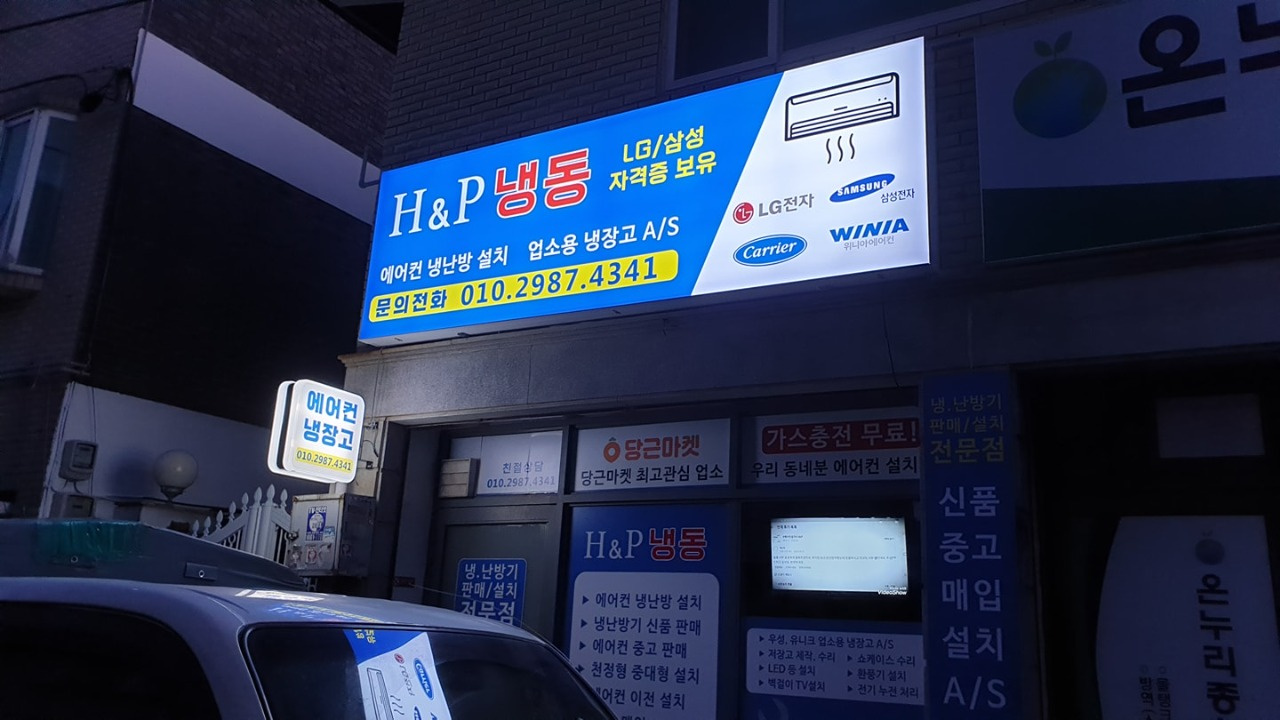 H&P 냉동
LG/삼성
자격증 보유
에어컨 냉난방 설치 업소용 냉장고 A/S
문의전화 010.2987.4341
LG전자
SAMSUNG
삼성전자
Carrier
WINIA
위니아에어컨
온누
에어컨
냉장고
010.2987.4341
친절상담
010.2987.4341
당근마켓
당근마켓 최고관심 업소
가스충전 무료!
우리 동네분 에어컨 설치
냉.난방기
판매/설치
전문점
신품
중고
매입
설치
A/S
냉.난방기
판매/설치
전문점
H&P 냉동
▶ 에어컨 냉난방 설치
▶ 냉난방기 신품 판매
▶ 에어컨 중고 판매
▶ 천정형 중대형 설치
에어컨 이전 설치
VideoShow
▶ 우성, 유니크 업소용 냉장고 A/S
▶ 저장고 제작, 수리 ▶ 쇼케이스 수리
▶ LED 등 설치 ▶ 환풍기 설치
▶ 벽걸이 TV설치 ▶ 전기 누전 처리
온누리종